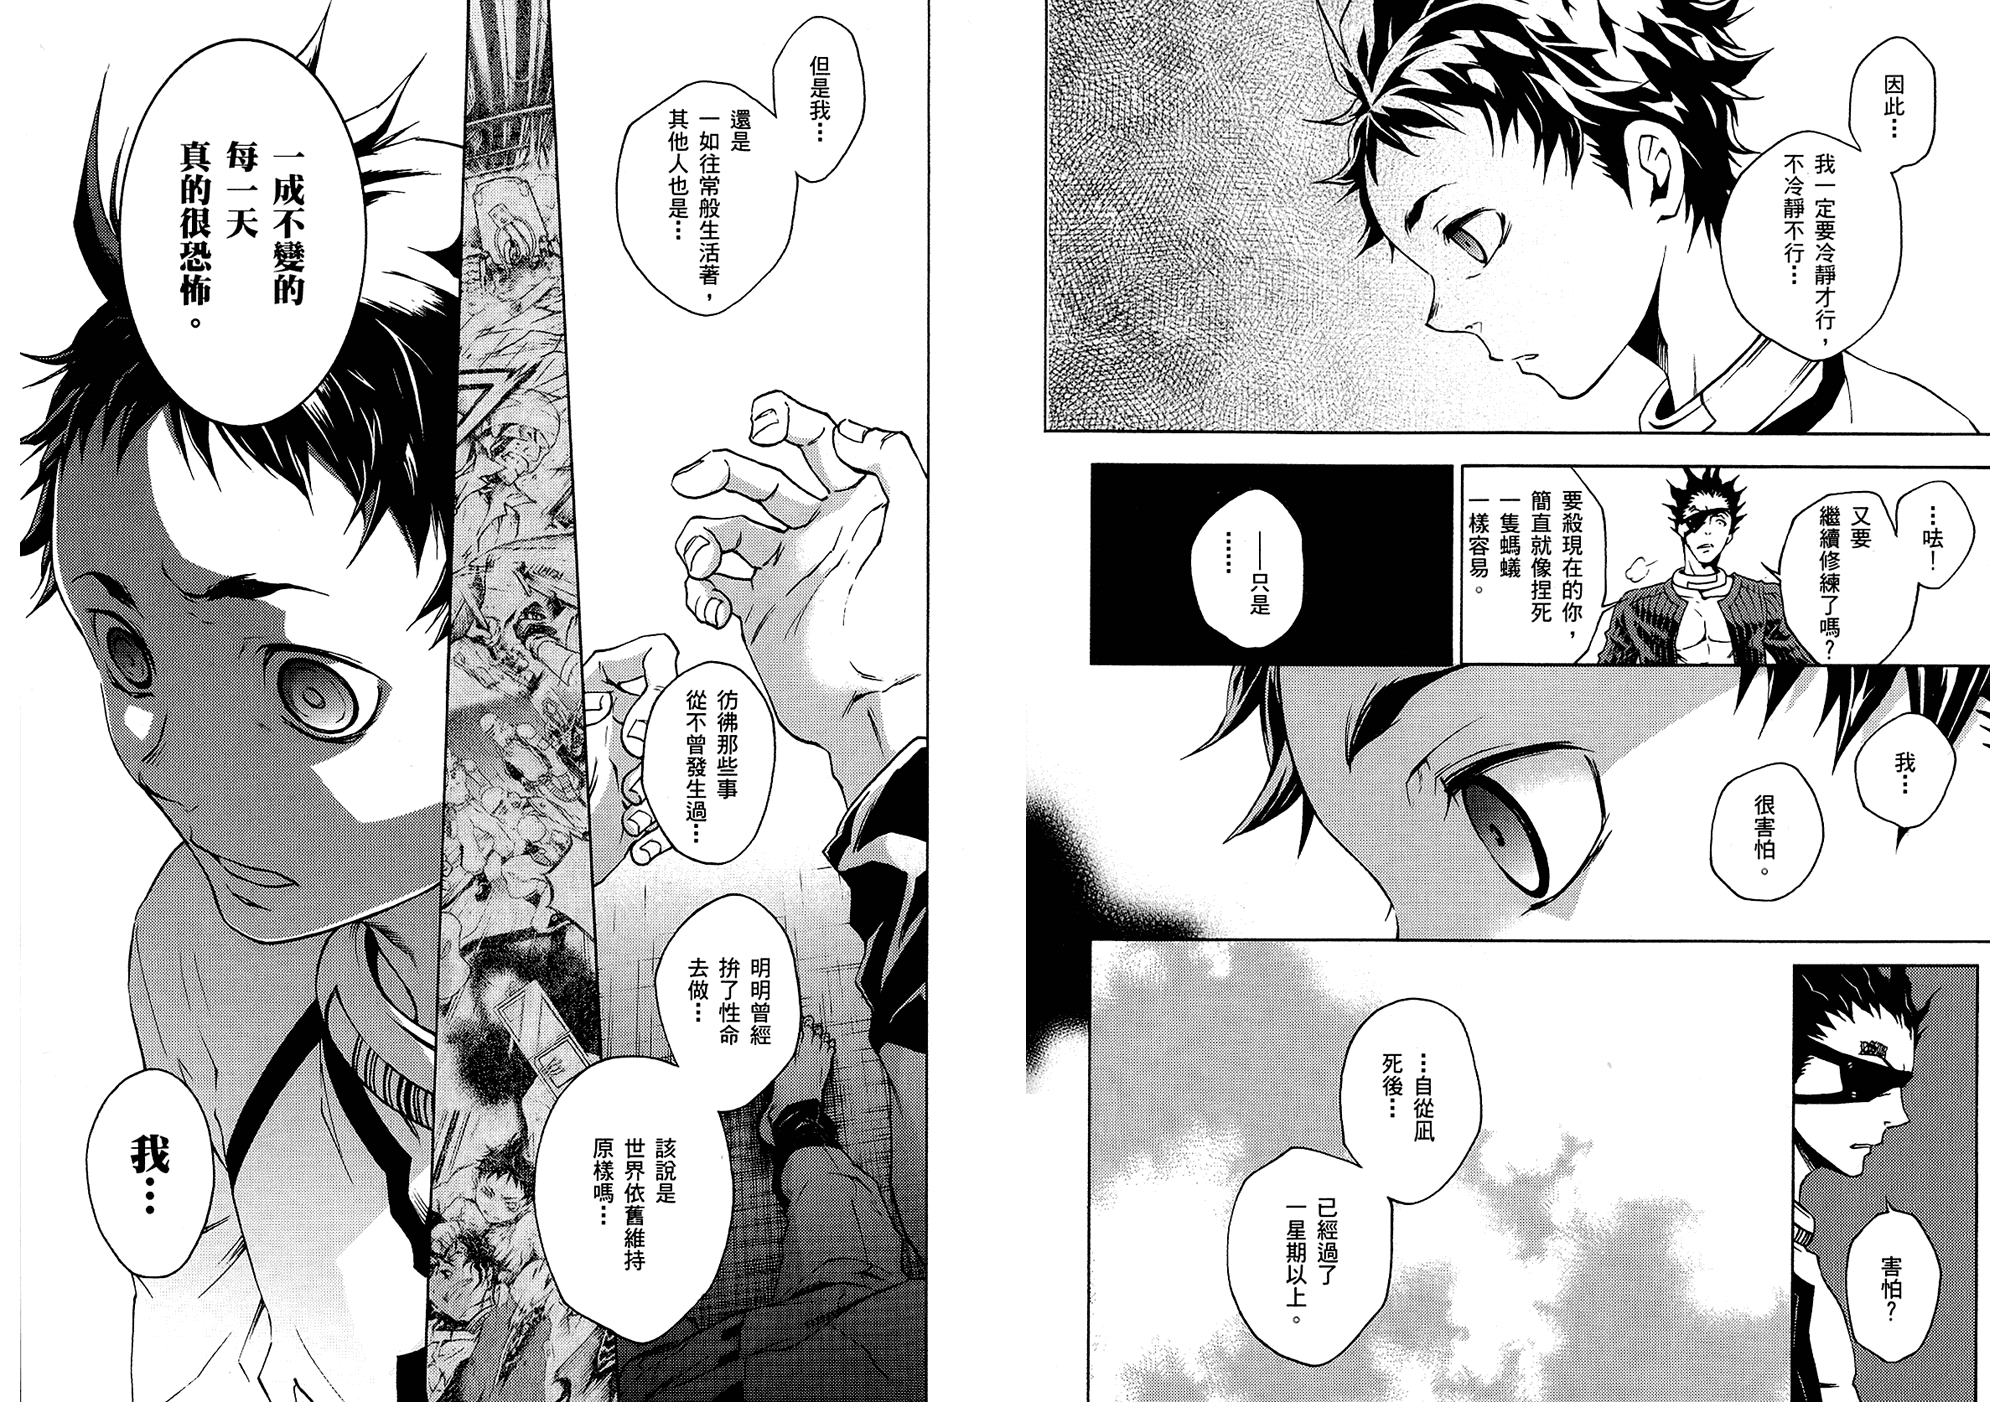 因此⋯
我一定要冷靜才行，
不冷靜不行⋯
⋯呿！
又要
繼續修練了嗎？
要殺現在的你，
簡直就像捏死
一隻螞蟻
一樣容易。
──只是
⋯⋯
我⋯
很害怕。
害怕？
⋯自從凪
死後⋯
已經過了
一星期以上。
但是我⋯
還是
一如往常般生活著，
其他人也是⋯
彷彿那些事
從不曾發生過⋯
明明曾經
拚了性命
去做⋯
該說是
世界依舊維持
原樣嗎⋯
一成不變的
每一天
真的很恐怖。
我⋯